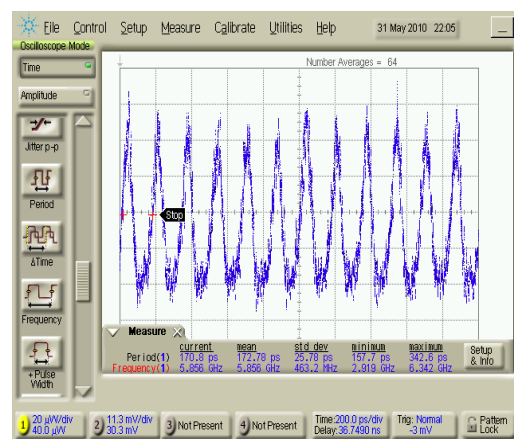 File Control Setup Measure Calibrate Utilities Help 31 May 2010 22:05
Oscilloscope Mode
Time
Number Averages = 64
Amplitude
Jitter p-p
Period
ΔTime
Frequency
+ Pulse
Width
Stop
Measure
current mean std dev minimum maximum
Period(1) 170.8 ps 172.78 ps 25.78 ps 157.7 ps 342.6 ps
Frequency(1) 5.856 GHz 5.856 GHz 463.2 MHz 2.919 GHz 6.342 GHz
Setup
& Info
1 20 µW/div
40.0 µW
2 11.3 mV/div
30.3 mV
3 Not Present
4 Not Present
Time:200.0 ps/div
Delay:36.7490 ns
Trig: Normal
-3 mV
Pattern
Lock